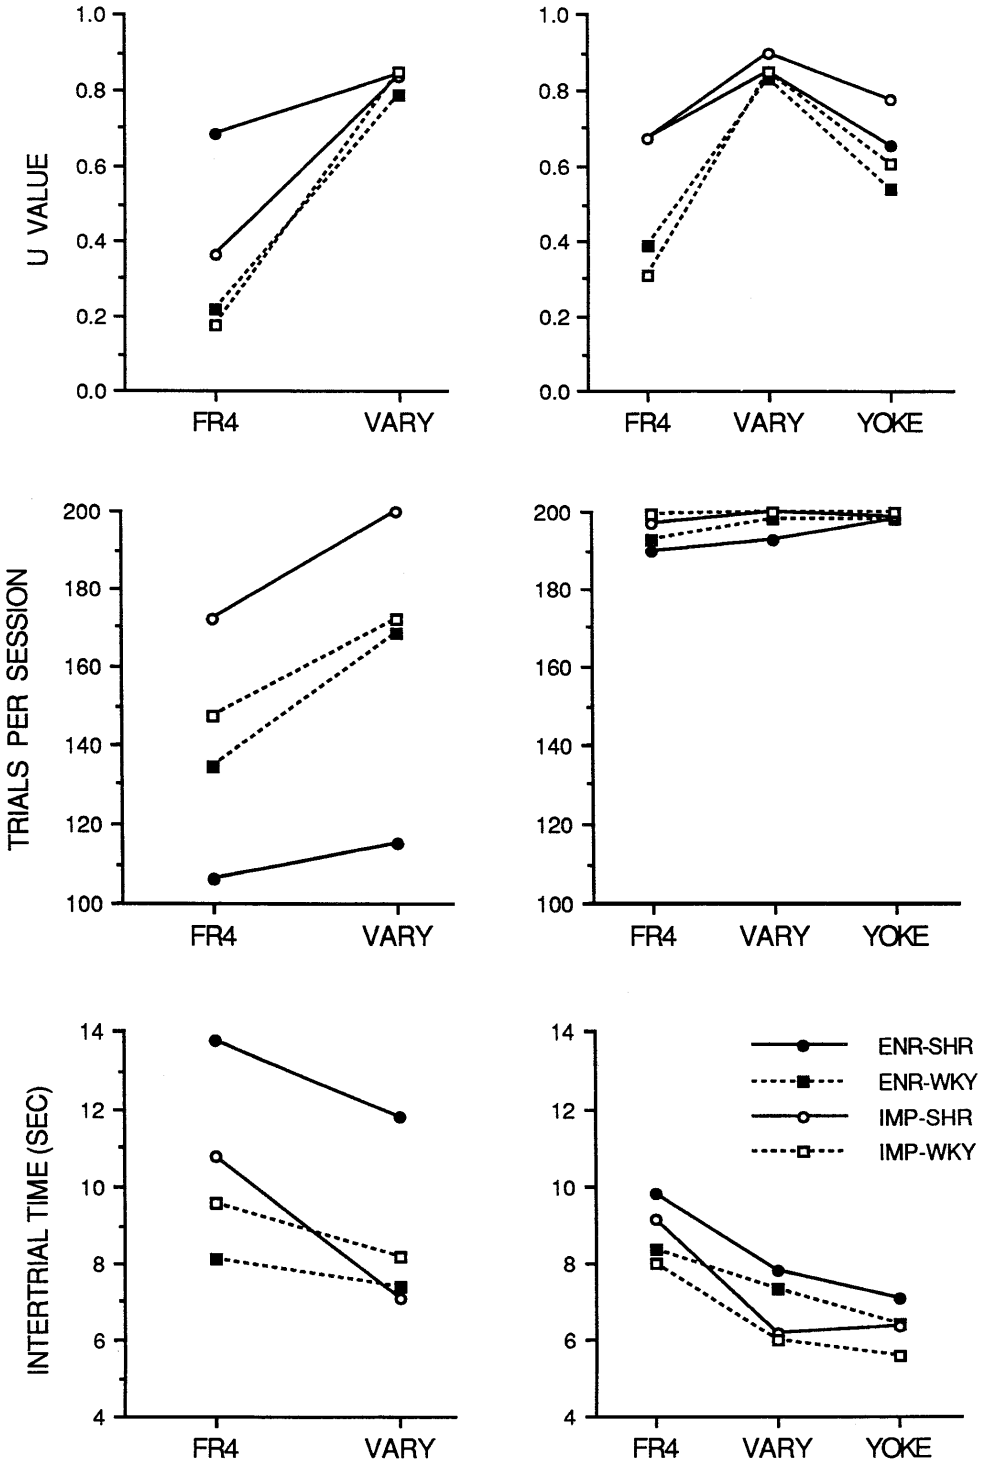 U VALUE
1.0
0.8
0.6
0.4
0.2
0.0
FR4 VARY
1.0
0.8
0.6
0.4
0.2
0.0
FR4 VARY YOKE
TRIALS PER SESSION
200
180
160
140
120
100
FR4 VARY
200
180
160
140
120
100
FR4 VARY YOKE
INTERTRIAL TIME (SEC)
14
12
10
8
6
4
FR4 VARY
14
12
10
8
6
4
FR4 VARY YOKE
ENR-SHR
ENR-WKY
IMP-SHR
IMP-WKY